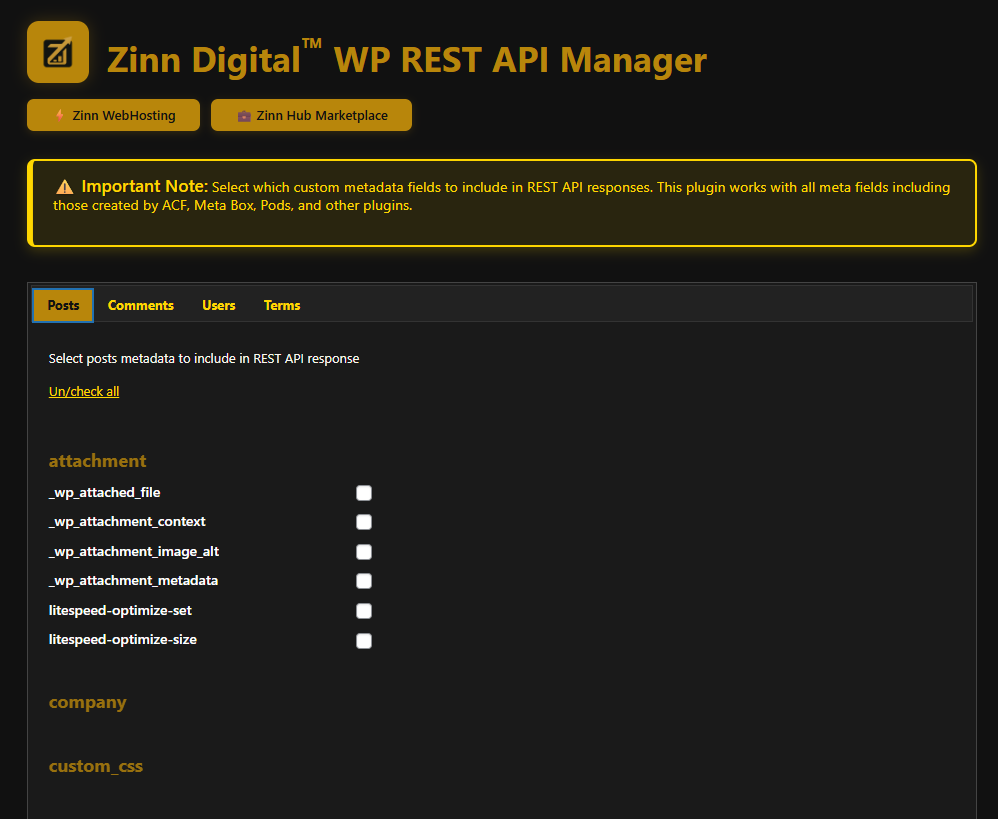 Zinn Digital™ WP REST API Manager
Zinn WebHosting
Zinn Hub Marketplace
Important Note: Select which custom metadata fields to include in REST API responses. This plugin works with all meta fields including
those created by ACF, Meta Box, Pods, and other plugins.
Posts Comments Users Terms
Select posts metadata to include in REST API response
Un/check all
attachment
_wp_attached_file
_wp_attachment_context
_wp_attachment_image_alt
_wp_attachment_metadata
litespeed-optimize-set
litespeed-optimize-size
company
custom_css